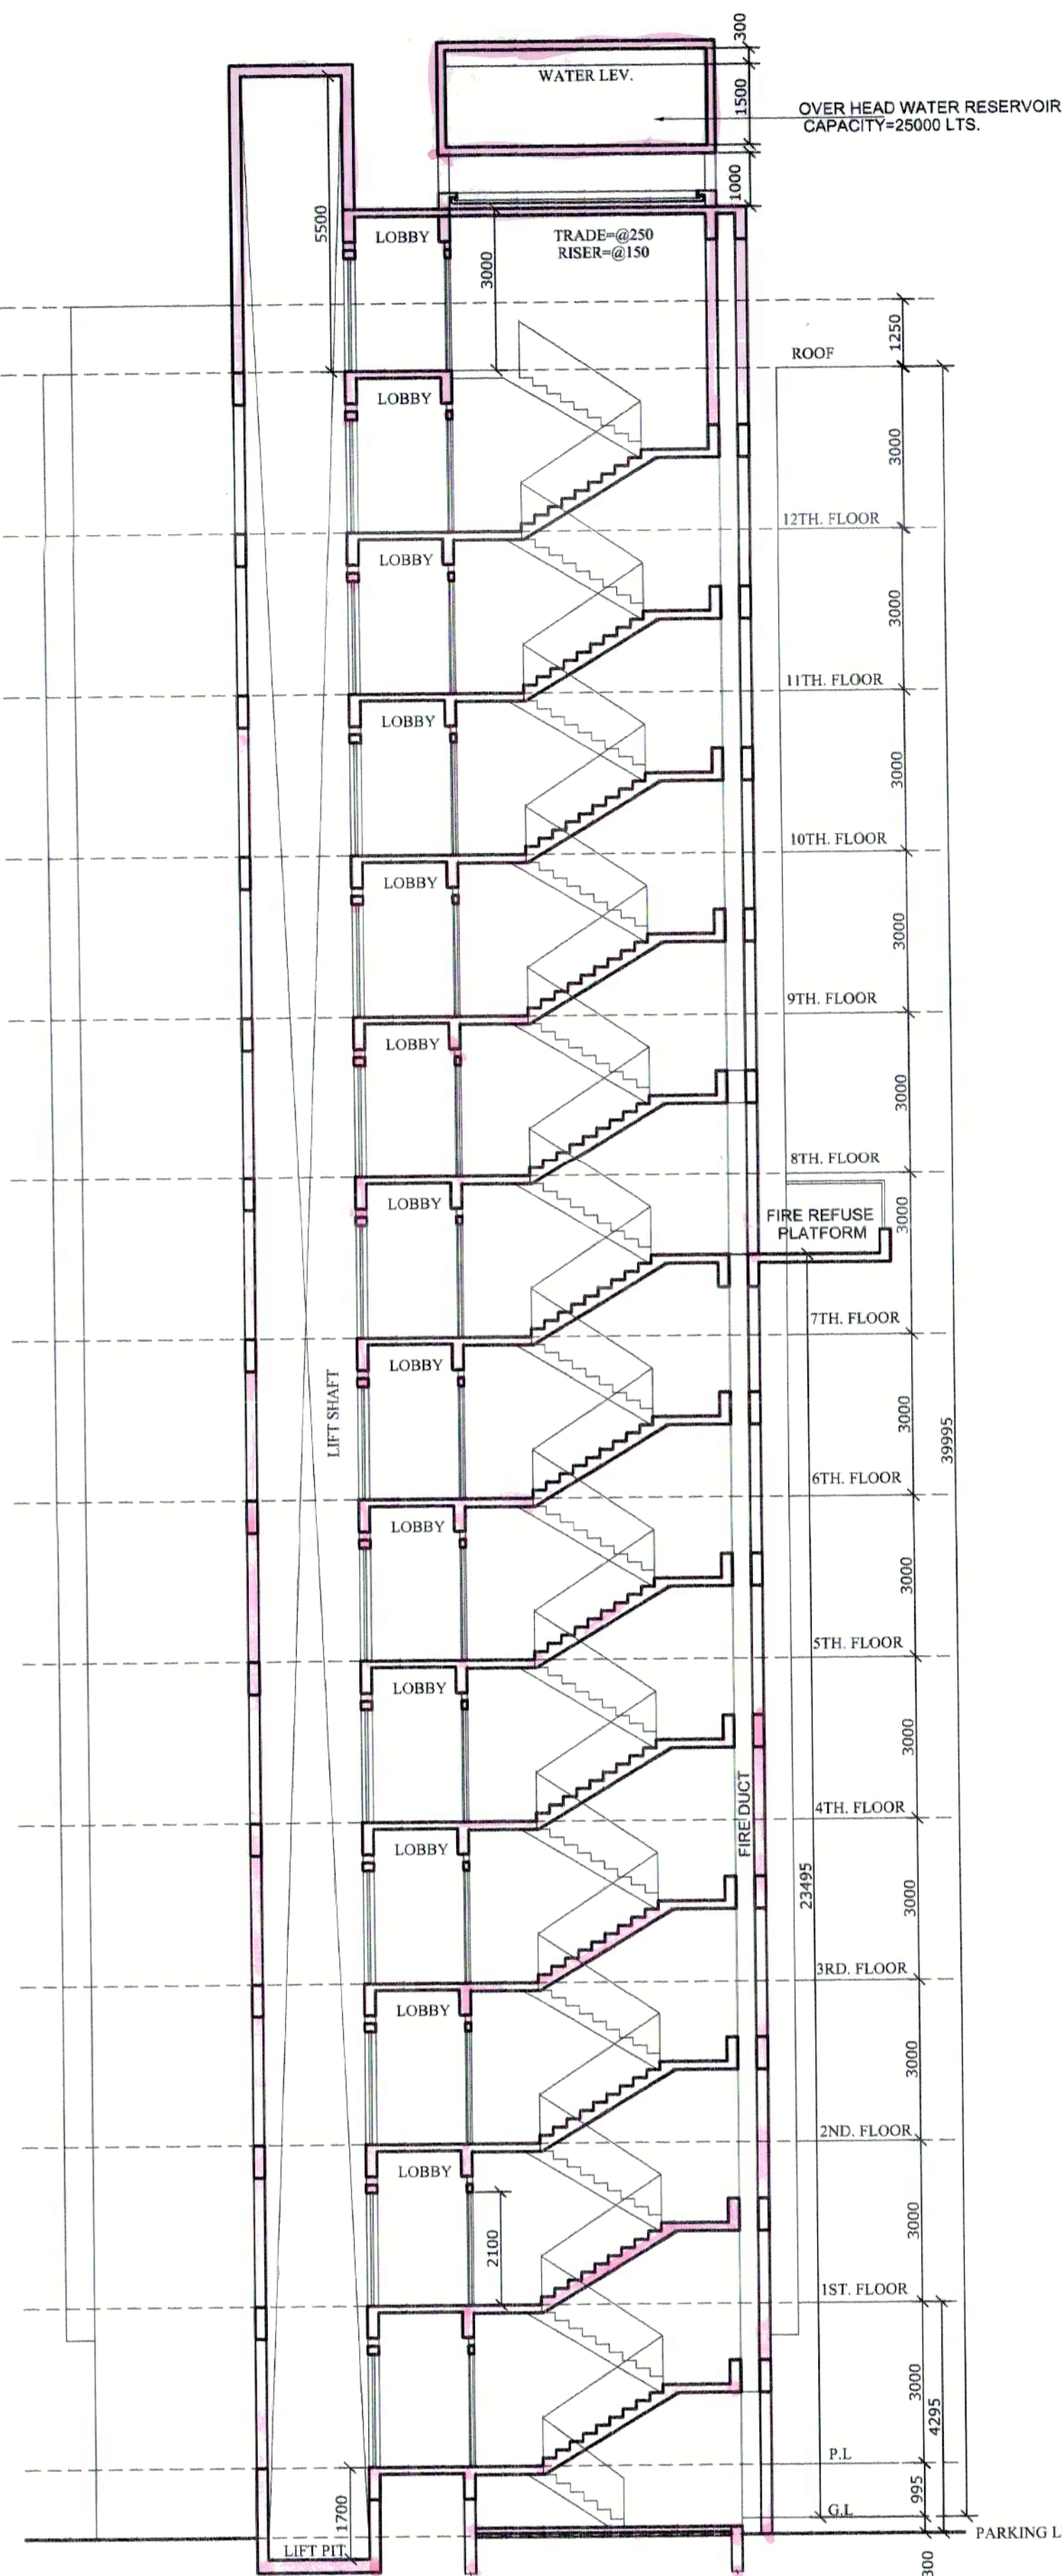 300
WATER LEV.
1500
OVER HEAD WATER RESERVOIR
CAPACITY=25000 LTS.
1000
5500
LOBBY
3000
TRADE=@250
RISER=@150
1250
ROOF
LOBBY
3000
12TH. FLOOR
LOBBY
3000
11TH. FLOOR
LOBBY
3000
10TH. FLOOR
LOBBY
3000
9TH. FLOOR
LOBBY
3000
8TH. FLOOR
LOBBY
FIRE REFUSE
PLATFORM
3000
7TH. FLOOR
LOBBY
LIFT SHAFT
3000
39995
6TH. FLOOR
LOBBY
3000
5TH. FLOOR
LOBBY
3000
4TH. FLOOR
FIRE DUCT
LOBBY
23495
3000
3RD. FLOOR
LOBBY
3000
2ND. FLOOR
LOBBY
2100
3000
1ST. FLOOR
3000
4295
P.L
1700
995
G.L
PARKING L
LIFT PIT
300